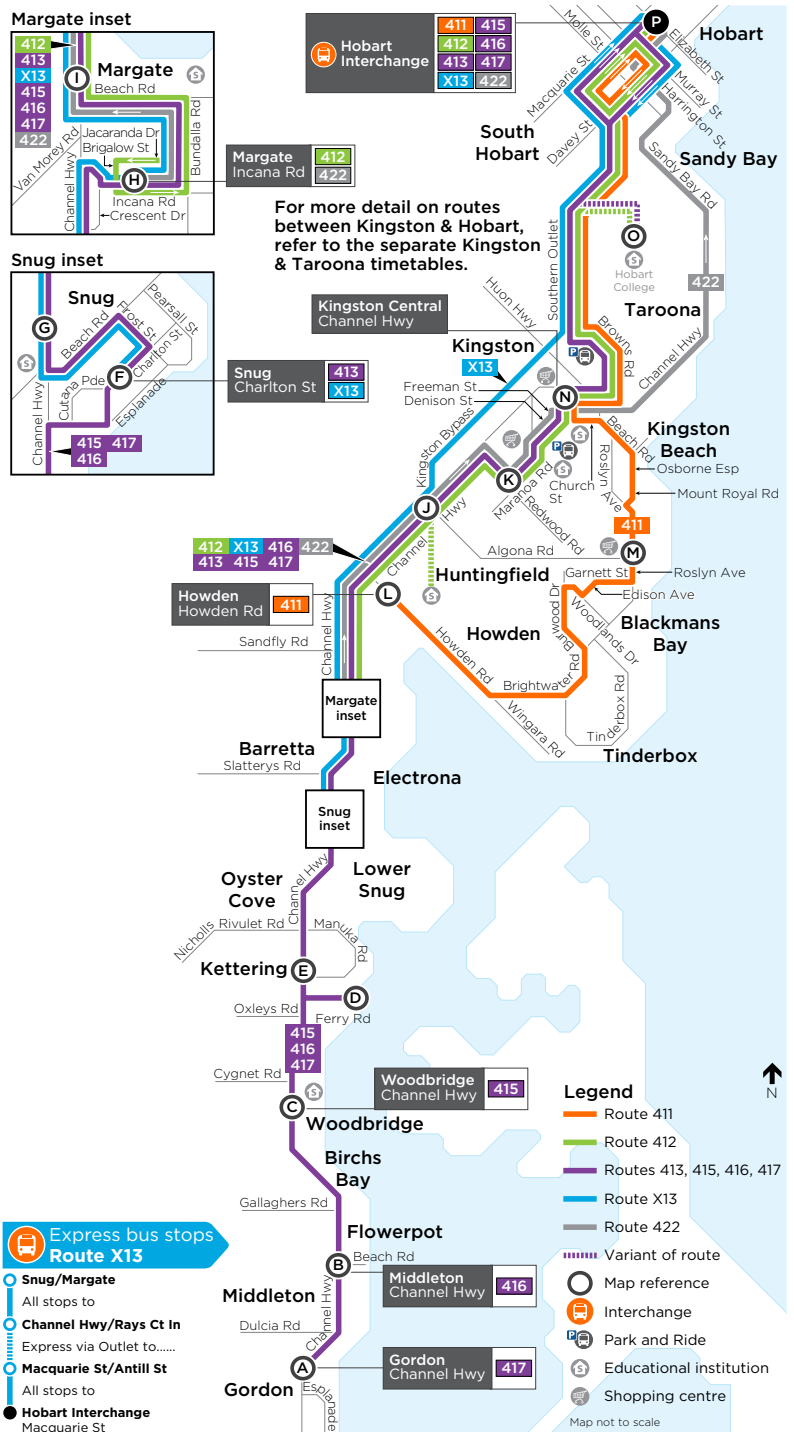 Margate inset
412
413
X13
415
416
417
422
I
Margate
Beach Rd
Jacaranda Dr
Brigalow St
Bundalla Rd
Van Morey Rd
Channel Hwy
H
Incana Rd
Crescent Dr
Margate
Incana Rd
412
422
Hobart
Interchange
411 415
412 416
413 417
X13 422
P
Hobart
Molle St
Elizabeth St
Macquarie St
Murray St
Harrington St
Davey St
South
Hobart
Sandy Bay
Sandy Bay Rd
For more detail on routes
between Kingston & Hobart,
refer to the separate Kingston
& Taroona timetables.
Snug inset
Snug
G
Beach Rd
Frost St
Pearsall St
Charlton St
F
Cutana
Pde
Esplanade
Channel Hwy
415 417
416
Snug
Charlton St
413
X13
Southern Outlet
O
Hobart
College
422
Taroona
Kingston Central
Channel Hwy
Huon Hwy
Browns Rd
Channel Hwy
Kingston
X13
P
Freeman St
Denison St
N
Kingston Bypass
Beach Rd
Kingston
Beach
Osborne Esp
Mount Royal Rd
P
Church
St
Roslyn Ave
K
Maranoa Rd
Redwood Rd
J
Channel
Hwy
411
Algona Rd
M
412 X13 416 422
413 415 417
Huntingfield
Garnett St
Roslyn Ave
Edison Ave
Howden
Howden Rd
411
L
Channel Hwy
Howden
Burwood Dr
Woodlands Dr
Blackmans
Bay
Sandfly Rd
Howden Rd
Brightwater Rd
Wingara Rd
Tinderbox Rd
Tinderbox
Margate
inset
Barretta
Slatterys Rd
Electrona
Snug
inset
Channel Hwy
Lower
Snug
Oyster
Cove
Nicholls Rivulet Rd
Manuka Rd
Kettering
E
D
Oxleys Rd
Ferry Rd
415
416
417
Cygnet Rd
C
Woodbridge
Channel Hwy
415
Woodbridge
Birchs
Bay
Gallaghers Rd
Flowerpot
B
Beach Rd
Middleton
Middleton
Channel Hwy
416
Channel Hwy
Dulcia Rd
A
Gordon
Esplanade
Gordon
Channel Hwy
417
N
Legend
Route 411
Route 412
Routes 413, 415, 416, 417
Route X13
Route 422
Variant of route
Map reference
Interchange
P
Park and Ride
S
Educational institution
Shopping centre
Map not to scale
Express bus stops
Route X13
Snug/Margate
All stops to
Channel Hwy/Rays Ct In
Express via Outlet to......
Macquarie St/Antill St
All stops to
Hobart Interchange
Macquarie St